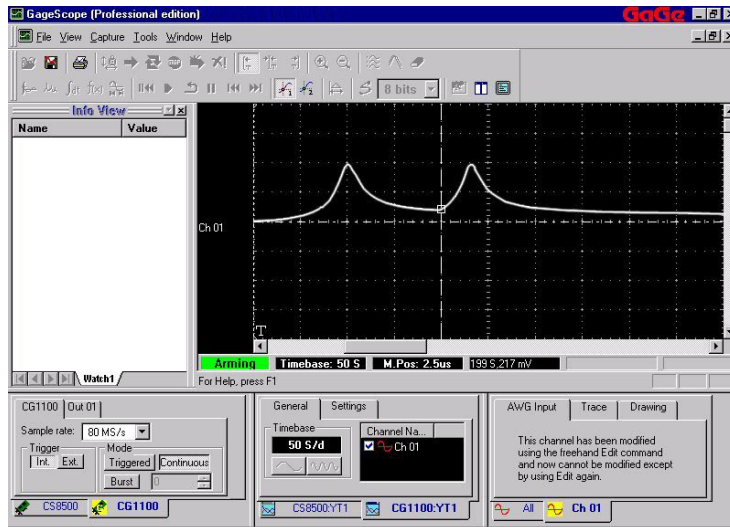 GageScope (Professional edition)
GaGe
File View Capture Tools Window Help
8 bits
Info View
Name Value
Ch 01
T
Watch1
Arming Timebase: 50 S M.Pos: 2.5us 199 S,217 mV
For Help, press F1
CG1100 Out 01
Sample rate: 80 MS/s
Trigger
Int. Ext.
Mode
Triggered Continuous
Burst 0
CS8500 CG1100
General Settings
Timebase
50 S/d
Channel Na...
Ch 01
CS8500:YT1 CG1100:YT1
AWG Input Trace Drawing
This channel has been modified
using the freehand Edit command
and now cannot be modified except
by using Edit again.
All Ch 01